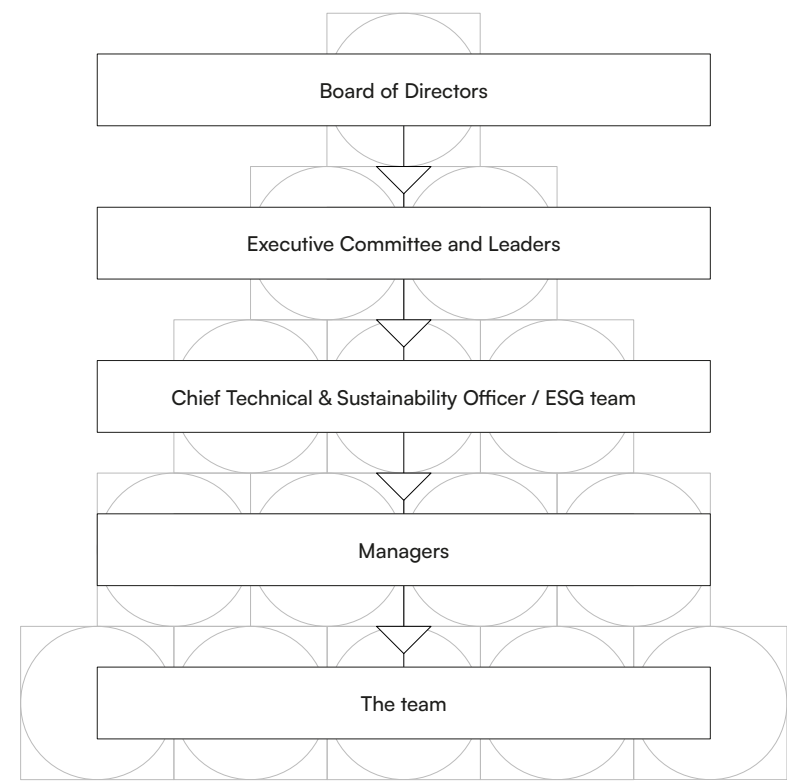 Board of Directors
Executive Committee and Leaders
Chief Technical & Sustainability Officer / ESG team
Managers
The team